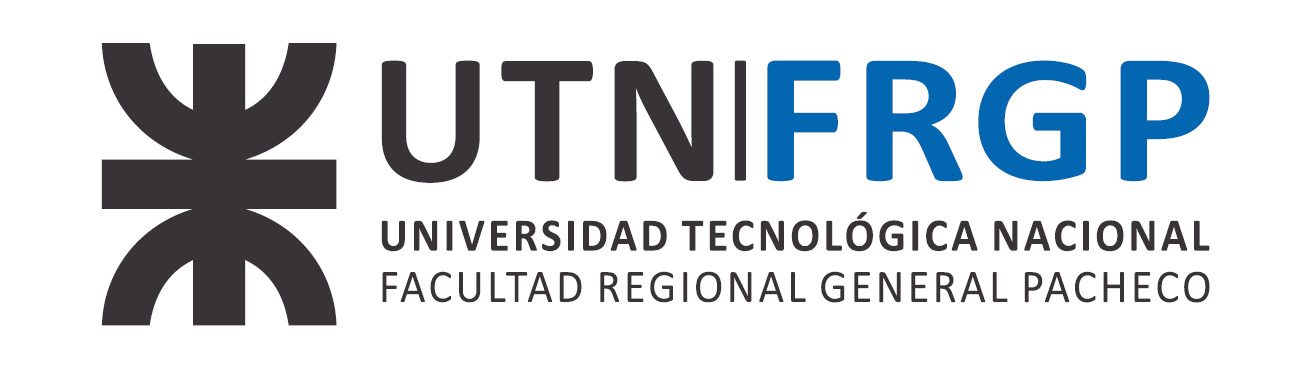 UTN|FRGP
UNIVERSIDAD TECNOLÓGICA NACIONAL
FACULTAD REGIONAL GENERAL PACHECO